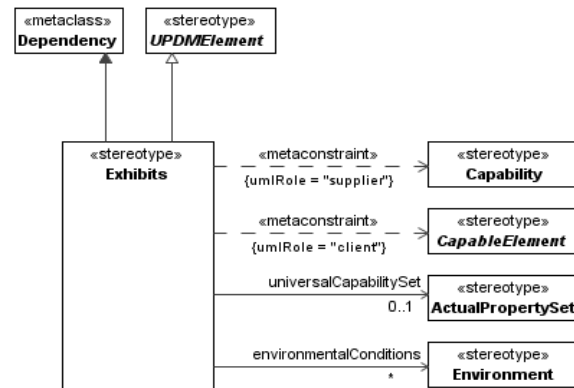 «metaclass»
Dependency
«stereotype»
UPDMElement
«stereotype»
Exhibits
«metaconstraint»
{umlRole = "supplier"}
«stereotype»
Capability
«metaconstraint»
{umlRole = "client"}
«stereotype»
CapableElement
universalCapabilitySet
0..1
«stereotype»
ActualPropertySet
environmentalConditions
*
«stereotype»
Environment